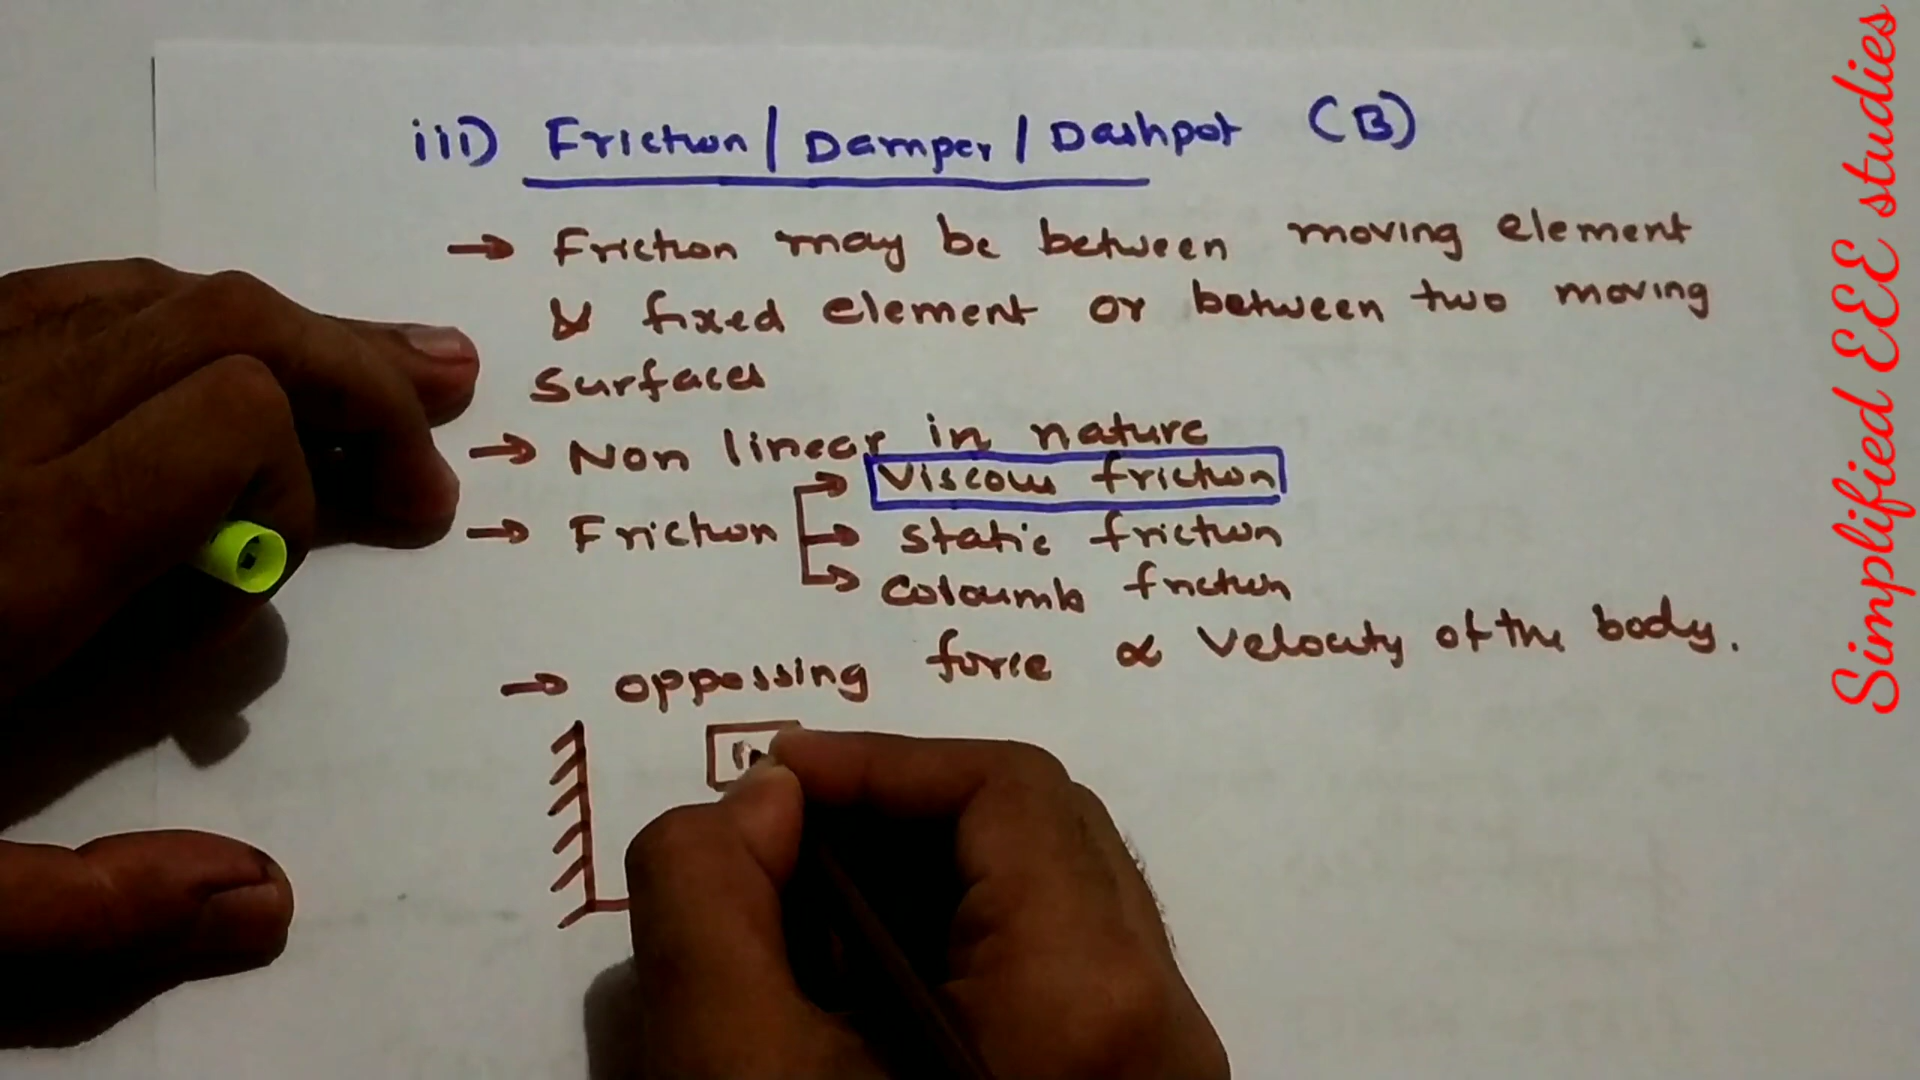 iii) Friction / Damper / Dashpot (B)
→ Friction may be between moving element
& fixed element or between two moving
surfaces
→ Non linear in nature
→ Friction → Viscous friction
→ static friction
→ Coloumb friction
→ oppossing force ∝ Velocity of the body.
Simplified EEE studies